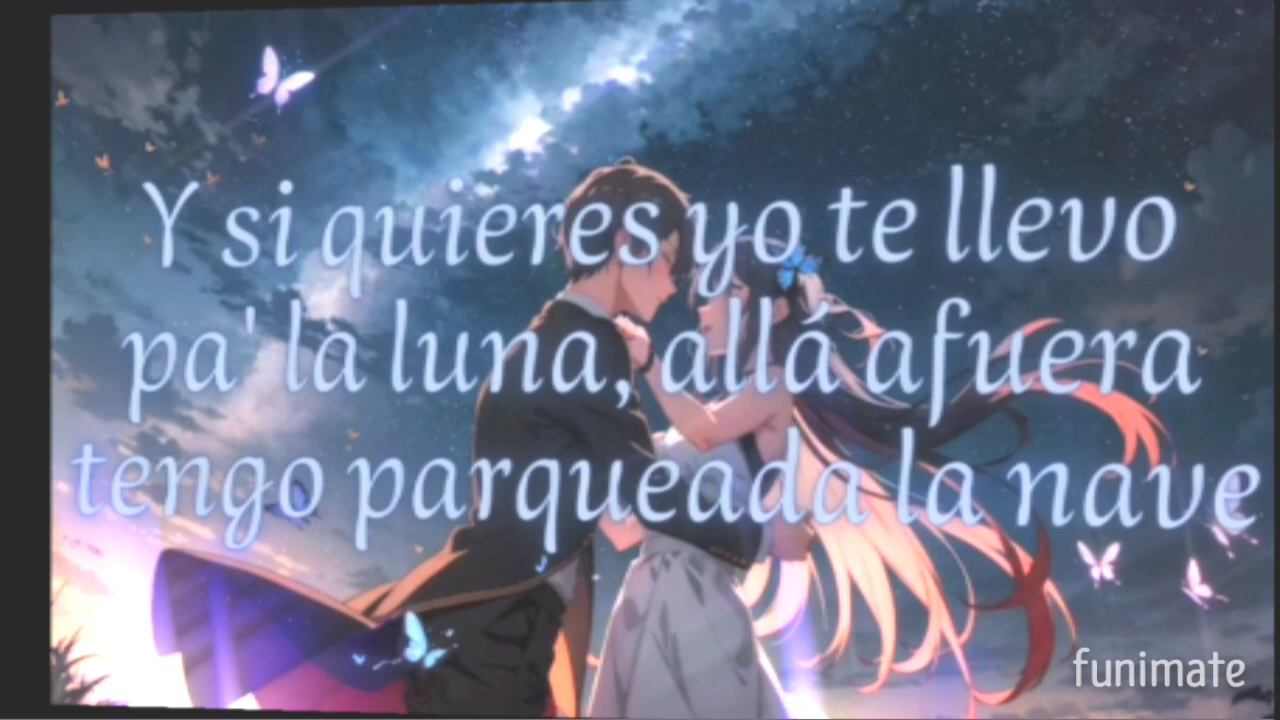 Y si quieres yo te llevo
pa' la luna, allá afuera
tengo parqueada la nave
funimate